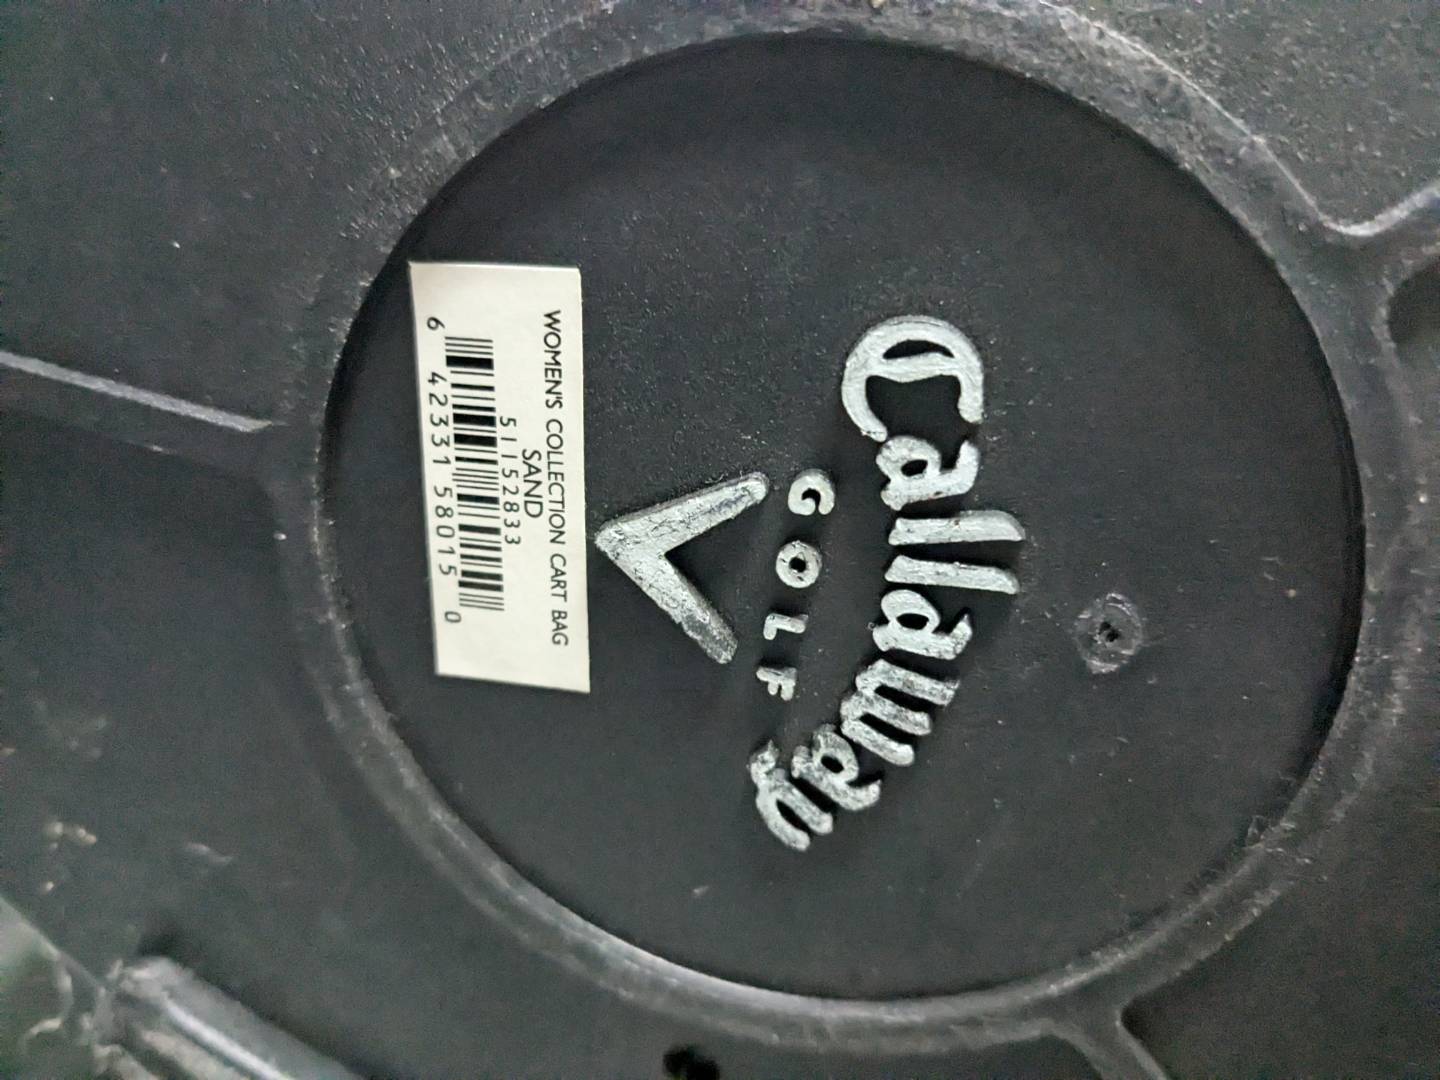 Callaway
GOLF
WOMEN'S COLLECTION CART BAG
SAND
51152833
6 42331 58015 0